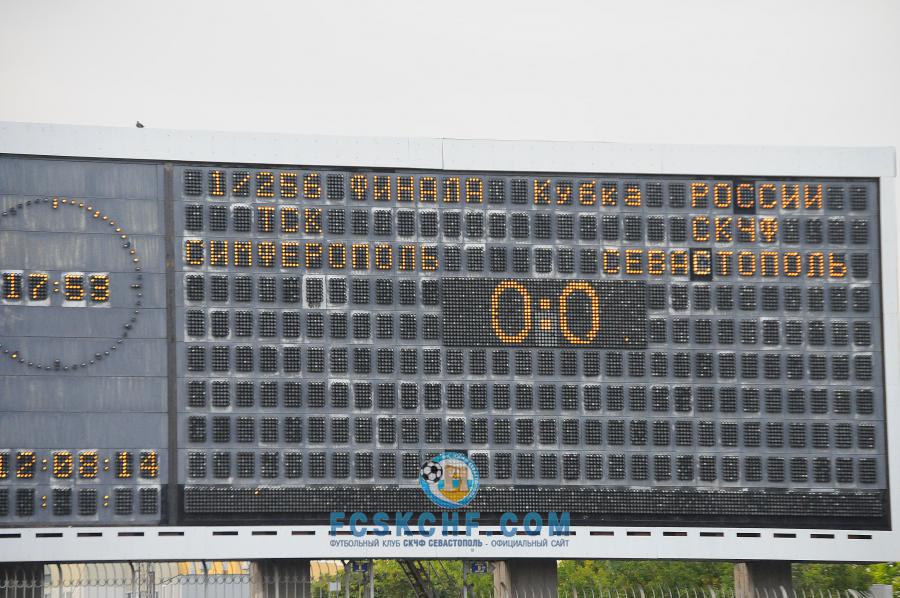 1/256 ФИНАЛА Кубка РОССИИ
ТСК СКЧФ
СИМФЕРОПОЛЬ СЕВАСТОПОЛЬ
17:53
0:0
12:08:14
FCSKCHF.COM
ФУТБОЛЬНЫЙ КЛУБ СКЧФ СЕВАСТОПОЛЬ - ОФИЦИАЛЬНЫЙ САЙТ